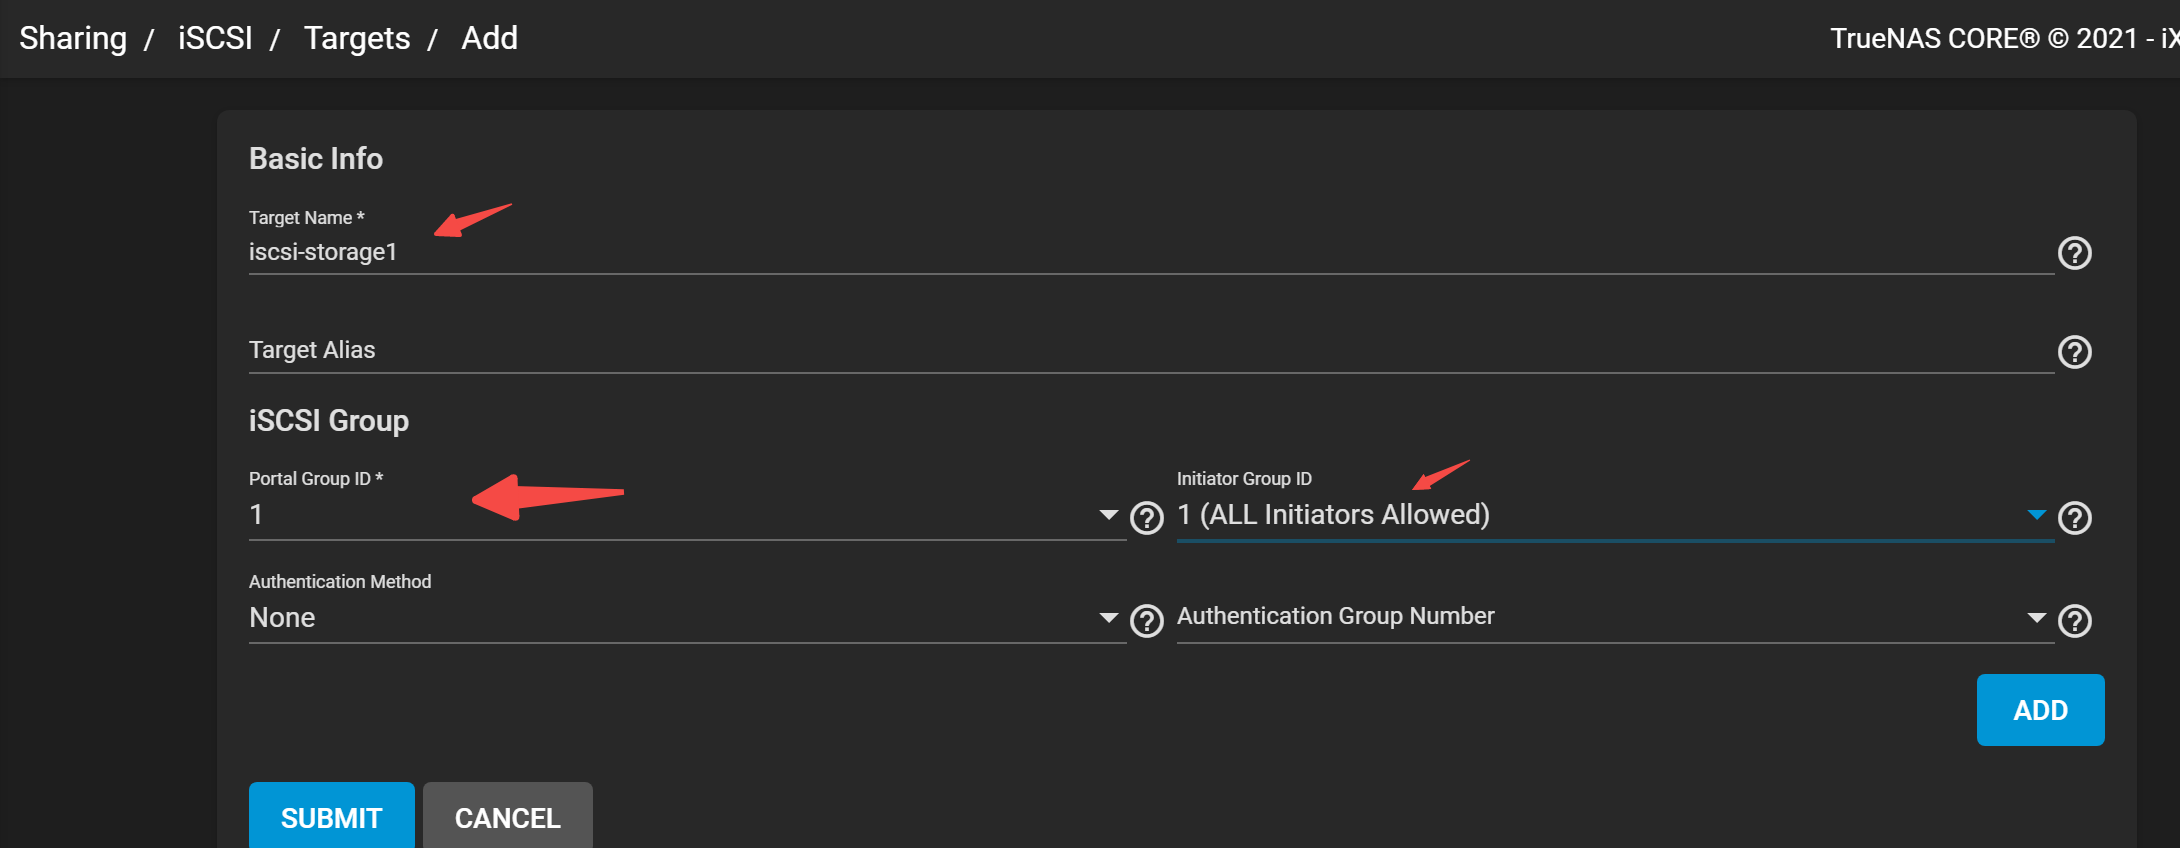 Sharing / iSCSI / Targets / Add
TrueNAS CORE® © 2021 - iX
Basic Info
Target Name *
iscsi-storage1
Target Alias
iSCSI Group
Portal Group ID *
1
Initiator Group ID
1 (ALL Initiators Allowed)
Authentication Method
None
Authentication Group Number
ADD
SUBMIT
CANCEL